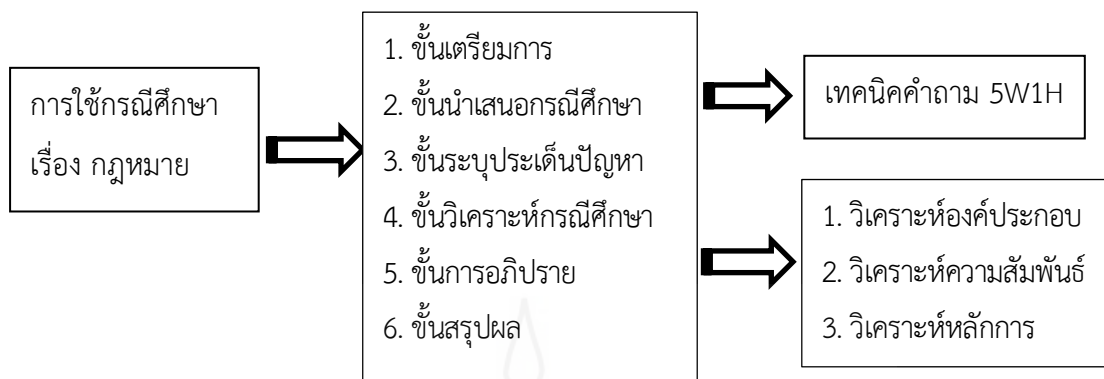 การใช้กรณีศึกษา
เรื่อง กฎหมาย
1. ขั้นเตรียมการ
2. ขั้นนำเสนอกรณีศึกษา
3. ขั้นระบุประเด็นปัญหา
4. ขั้นวิเคราะห์กรณีศึกษา
5. ขั้นการอภิปราย
6. ขั้นสรุปผล
เทคนิคคำถาม 5W1H
1. วิเคราะห์องค์ประกอบ
2. วิเคราะห์ความสัมพันธ์
3. วิเคราะห์หลักการ